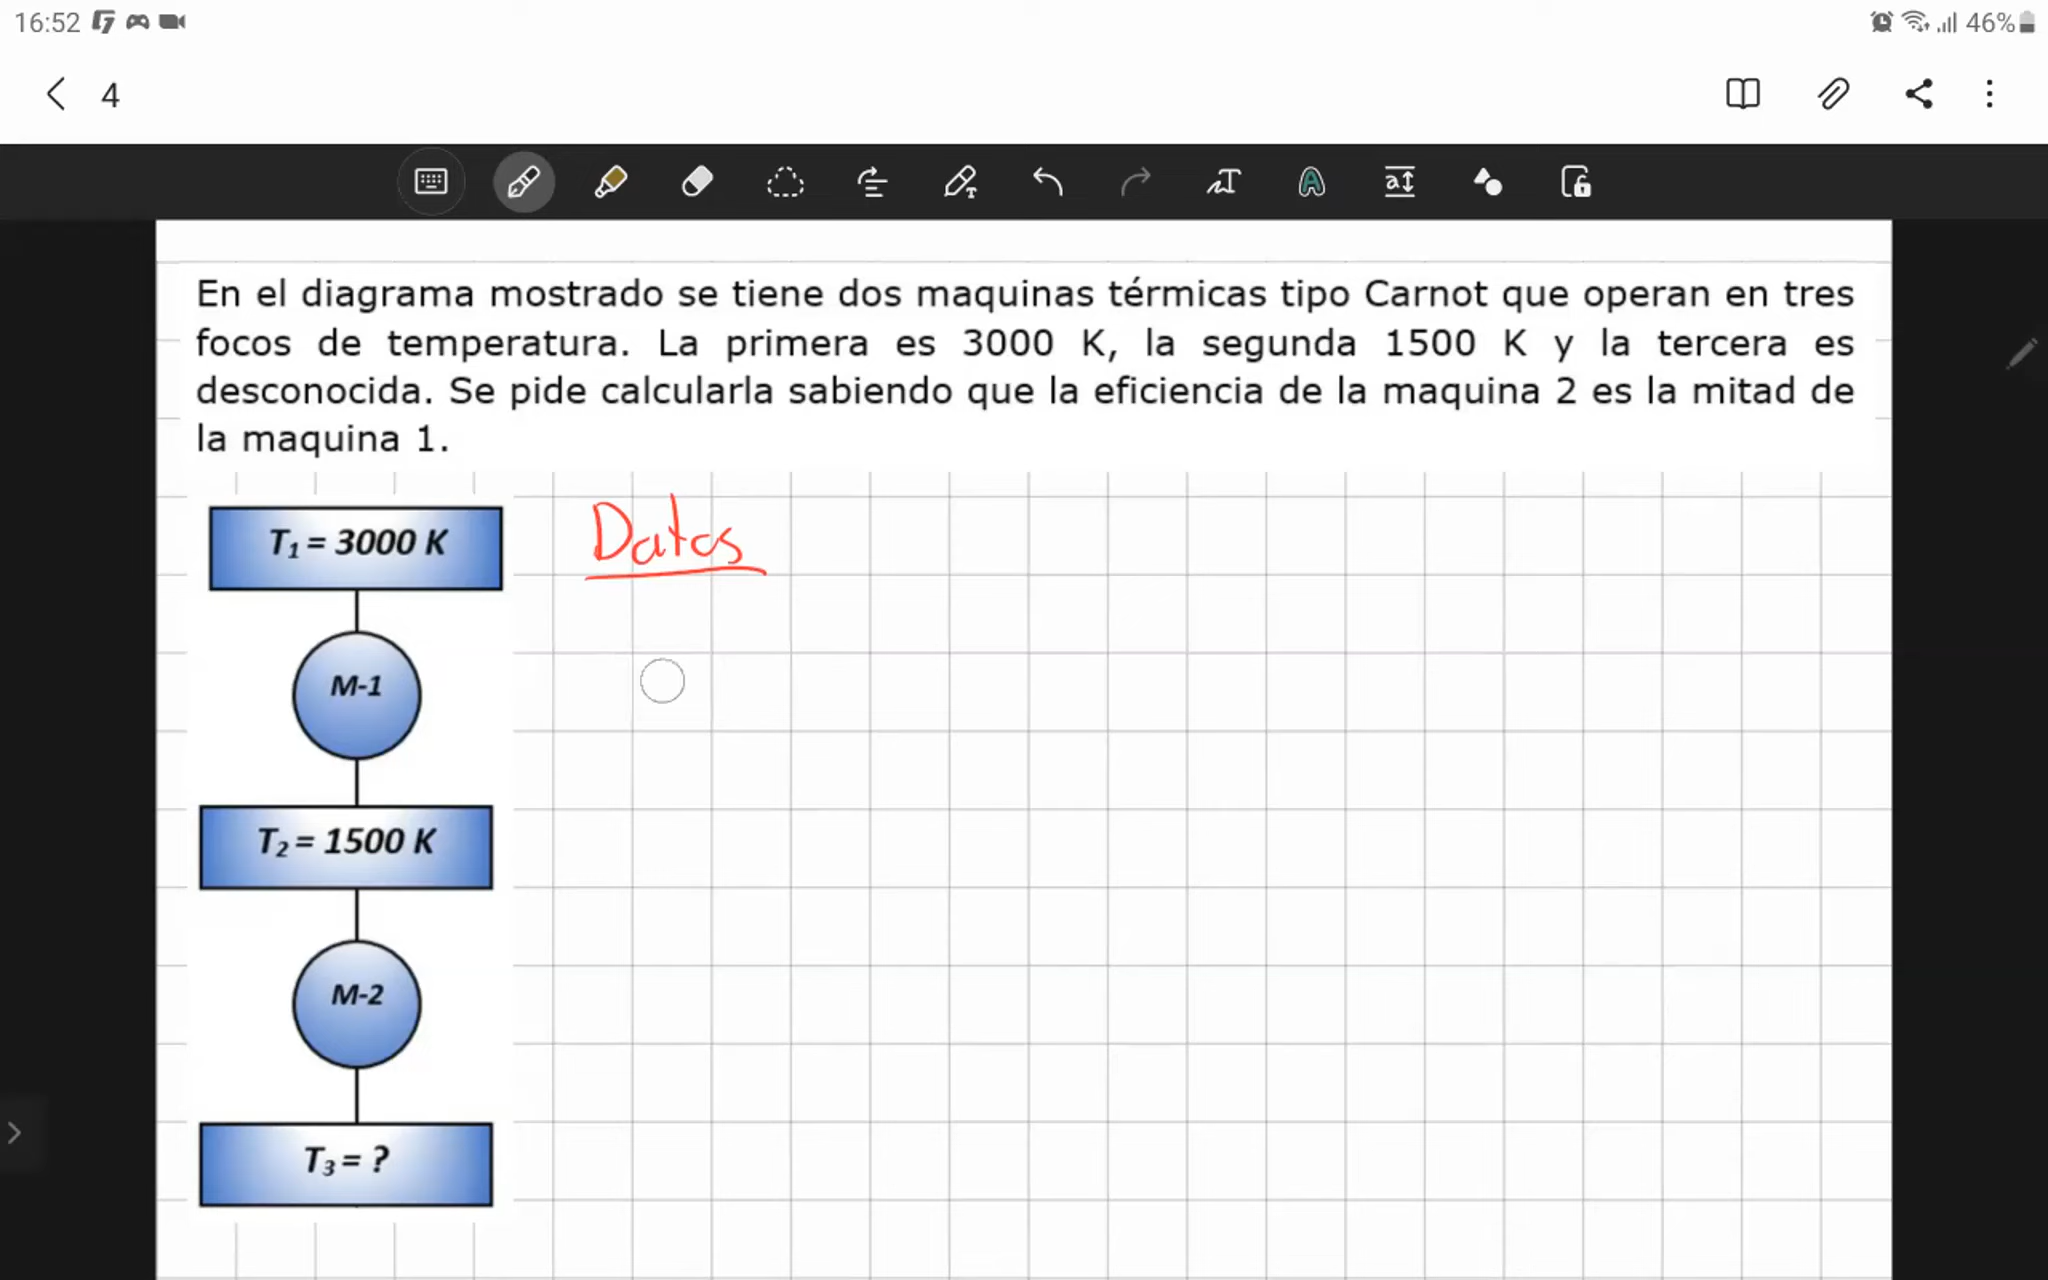 16:52
46%
4
En el diagrama mostrado se tiene dos maquinas térmicas tipo Carnot que operan en tres
focos de temperatura. La primera es 3000 K, la segunda 1500 K y la tercera es
desconocida. Se pide calcularla sabiendo que la eficiencia de la maquina 2 es la mitad de
la maquina 1.
T₁ = 3000 K
Datos
M-1
T₂ = 1500 K
M-2
T₃ = ?